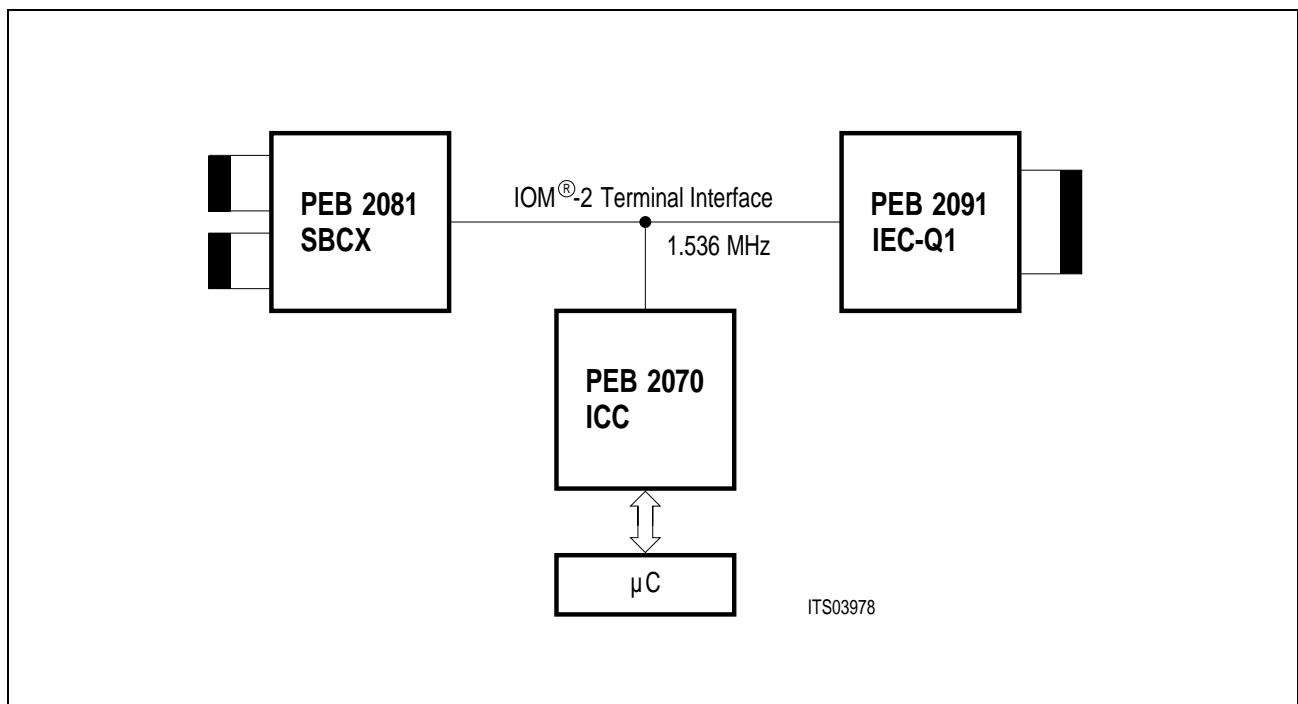 PEB 2081
SBCX
IOM®-2 Terminal Interface
1.536 MHz
PEB 2091
IEC-Q1
PEB 2070
ICC
µC
ITS03978